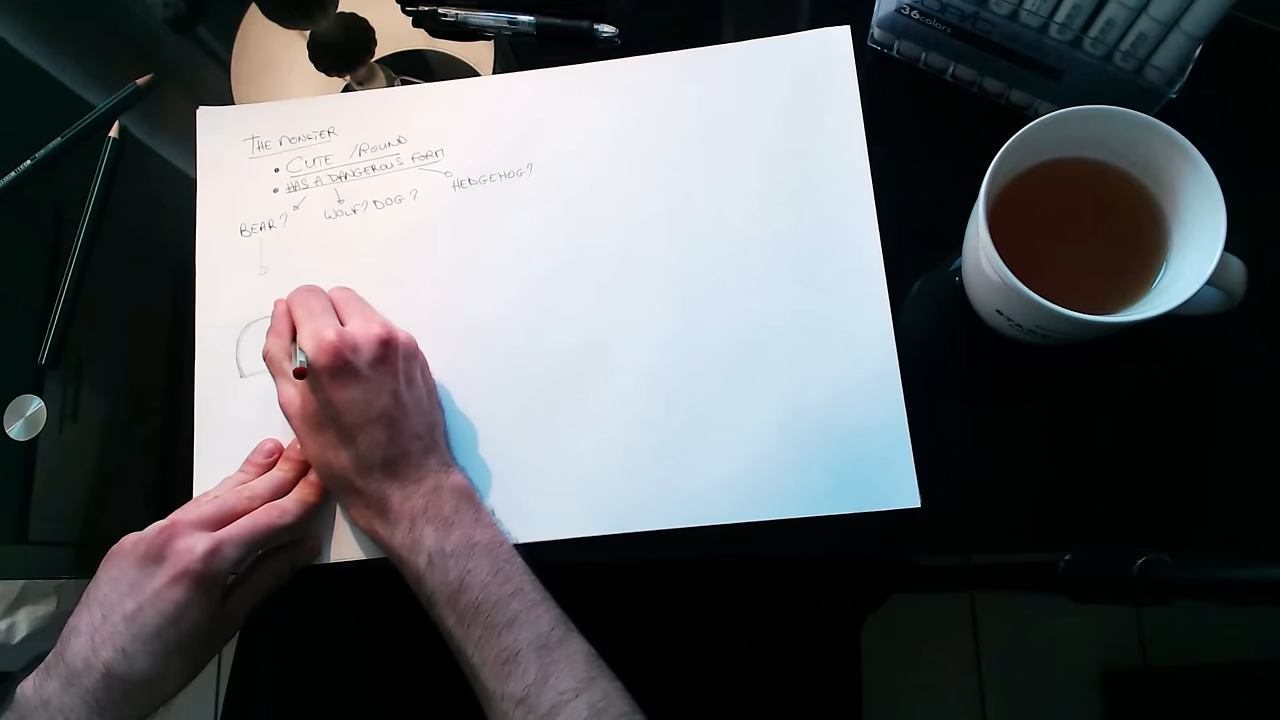 THE MONSTER
• CUTE / ROUND
• HAS A DANGEROUS FORM
BEAR?
WOLF? DOG?
HEDGEHOG?
36colors